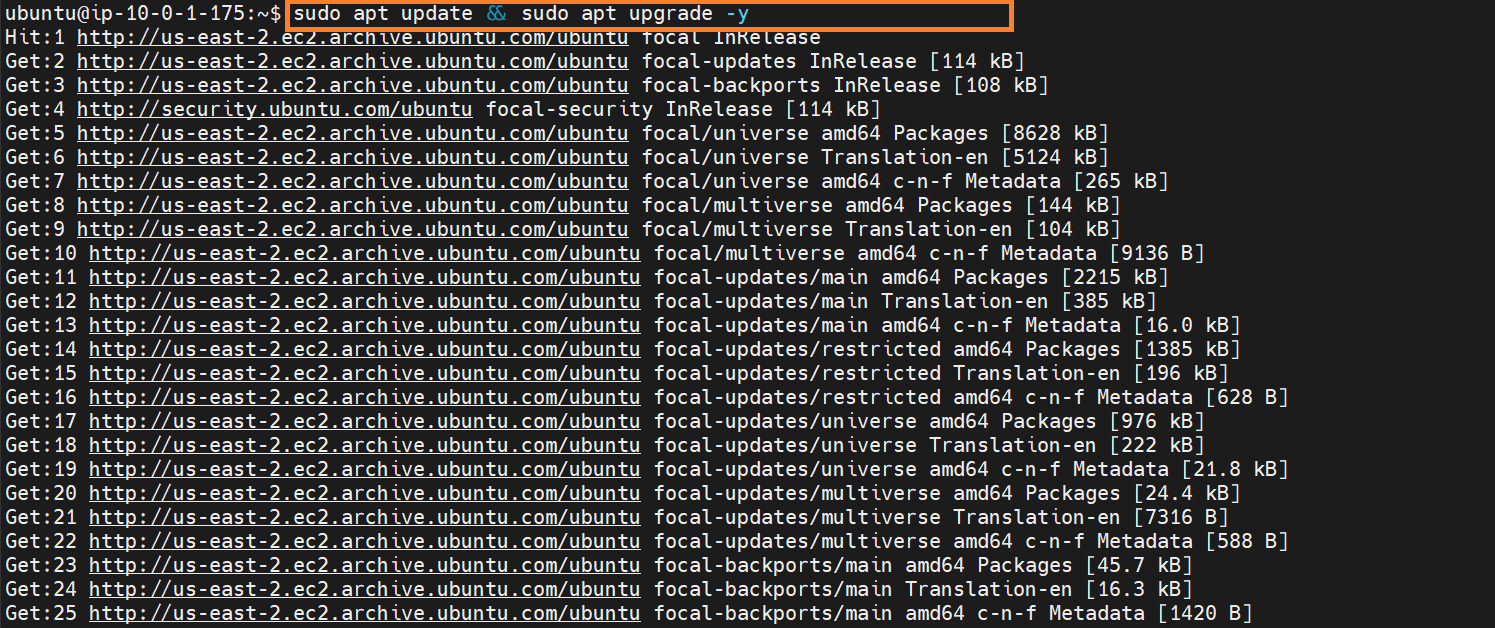 ubuntu@ip-10-0-1-175:~$ sudo apt update && sudo apt upgrade -y
Hit:1 http://us-east-2.ec2.archive.ubuntu.com/ubuntu focal InRelease
Get:2 http://us-east-2.ec2.archive.ubuntu.com/ubuntu focal-updates InRelease [114 kB]
Get:3 http://us-east-2.ec2.archive.ubuntu.com/ubuntu focal-backports InRelease [108 kB]
Get:4 http://security.ubuntu.com/ubuntu focal-security InRelease [114 kB]
Get:5 http://us-east-2.ec2.archive.ubuntu.com/ubuntu focal/universe amd64 Packages [8628 kB]
Get:6 http://us-east-2.ec2.archive.ubuntu.com/ubuntu focal/universe Translation-en [5124 kB]
Get:7 http://us-east-2.ec2.archive.ubuntu.com/ubuntu focal/universe amd64 c-n-f Metadata [265 kB]
Get:8 http://us-east-2.ec2.archive.ubuntu.com/ubuntu focal/multiverse amd64 Packages [144 kB]
Get:9 http://us-east-2.ec2.archive.ubuntu.com/ubuntu focal/multiverse Translation-en [104 kB]
Get:10 http://us-east-2.ec2.archive.ubuntu.com/ubuntu focal/multiverse amd64 c-n-f Metadata [9136 B]
Get:11 http://us-east-2.ec2.archive.ubuntu.com/ubuntu focal-updates/main amd64 Packages [2215 kB]
Get:12 http://us-east-2.ec2.archive.ubuntu.com/ubuntu focal-updates/main Translation-en [385 kB]
Get:13 http://us-east-2.ec2.archive.ubuntu.com/ubuntu focal-updates/main amd64 c-n-f Metadata [16.0 kB]
Get:14 http://us-east-2.ec2.archive.ubuntu.com/ubuntu focal-updates/restricted amd64 Packages [1385 kB]
Get:15 http://us-east-2.ec2.archive.ubuntu.com/ubuntu focal-updates/restricted Translation-en [196 kB]
Get:16 http://us-east-2.ec2.archive.ubuntu.com/ubuntu focal-updates/restricted amd64 c-n-f Metadata [628 B]
Get:17 http://us-east-2.ec2.archive.ubuntu.com/ubuntu focal-updates/universe amd64 Packages [976 kB]
Get:18 http://us-east-2.ec2.archive.ubuntu.com/ubuntu focal-updates/universe Translation-en [222 kB]
Get:19 http://us-east-2.ec2.archive.ubuntu.com/ubuntu focal-updates/universe amd64 c-n-f Metadata [21.8 kB]
Get:20 http://us-east-2.ec2.archive.ubuntu.com/ubuntu focal-updates/multiverse amd64 Packages [24.4 kB]
Get:21 http://us-east-2.ec2.archive.ubuntu.com/ubuntu focal-updates/multiverse Translation-en [7316 B]
Get:22 http://us-east-2.ec2.archive.ubuntu.com/ubuntu focal-updates/multiverse amd64 c-n-f Metadata [588 B]
Get:23 http://us-east-2.ec2.archive.ubuntu.com/ubuntu focal-backports/main amd64 Packages [45.7 kB]
Get:24 http://us-east-2.ec2.archive.ubuntu.com/ubuntu focal-backports/main Translation-en [16.3 kB]
Get:25 http://us-east-2.ec2.archive.ubuntu.com/ubuntu focal-backports/main amd64 c-n-f Metadata [1420 B]